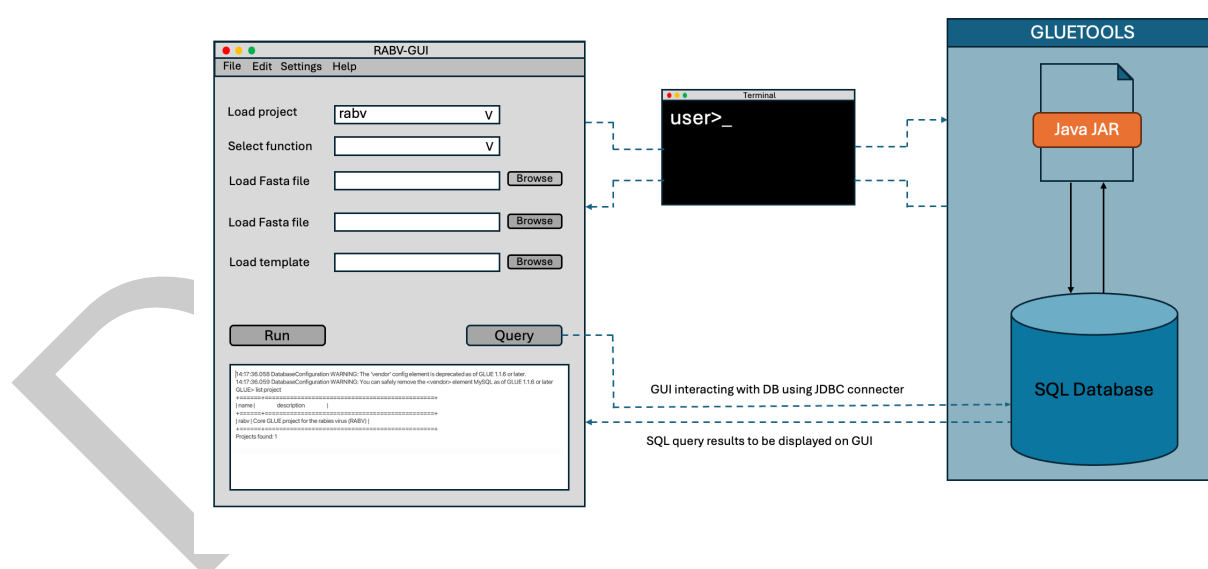 GLUETOOLS
RABV-GUI
File Edit Settings Help
Load project rabv V
Select function V
Load Fasta file Browse
Load Fasta file Browse
Load template Browse
Run Query
14:17:36.058 DatabaseConfiguration WARNING: The 'vendor' config element is deprecated as of GLUE 1.1.6 or later.
14:17:36.059 DatabaseConfiguration WARNING: You can safely remove the <vendor> element MySQL as of GLUE 1.1.6 or later
GLUE> list project
+======+================================================+
| name | description |
+======+================================================+
| rabv | Core GLUE project for the rabies virus (RABV) |
+======+================================================+
Projects found: 1
Terminal
user>_
Java JAR
SQL Database
GUI interacting with DB using JDBC connecter
SQL query results to be displayed on GUI